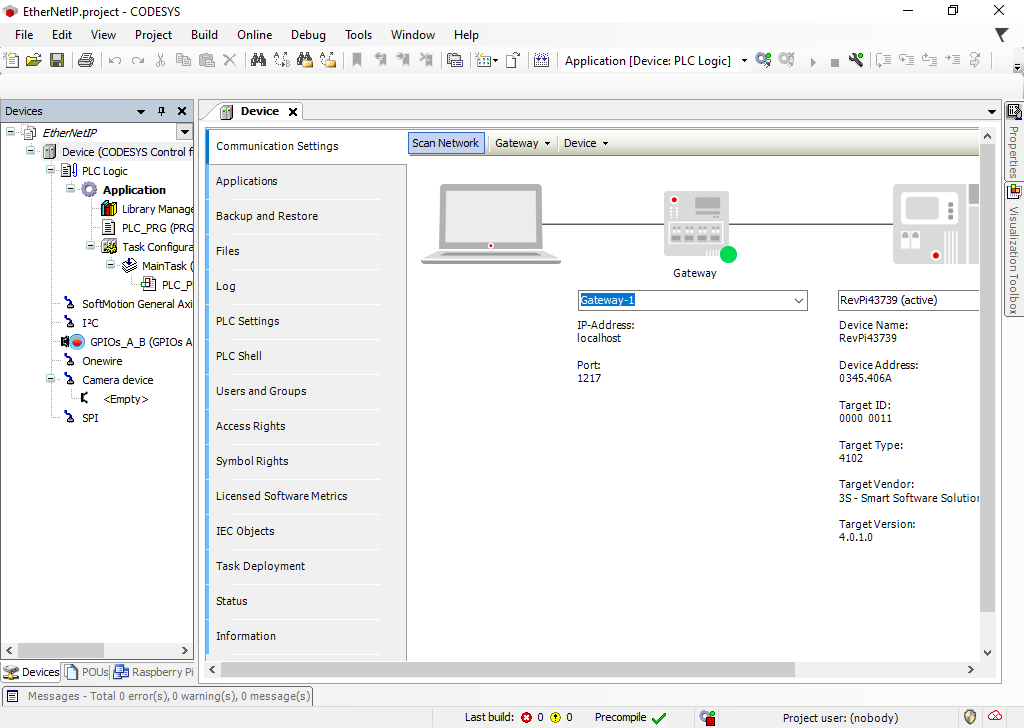 EtherNetIP.project - CODESYS
File Edit View Project Build Online Debug Tools Window Help
Application [Device: PLC Logic]
Devices
EtherNetIP
Device (CODESYS Control f
PLC Logic
Application
Library Manage
PLC_PRG (PRG
Task Configura
MainTask (
PLC_P
SoftMotion General Axi
I²C
GPIOs_A_B (GPIOs A
Onewire
Camera device
<Empty>
SPI
Devices POUs Raspberry Pi
Device
Communication Settings
Applications
Backup and Restore
Files
Log
PLC Settings
PLC Shell
Users and Groups
Access Rights
Symbol Rights
Licensed Software Metrics
IEC Objects
Task Deployment
Status
Information
Scan Network Gateway Device
Gateway
Gateway-1
IP-Address:
localhost
Port:
1217
RevPi43739 (active)
Device Name:
RevPi43739
Device Address:
0345.406A
Target ID:
0000 0011
Target Type:
4102
Target Vendor:
3S - Smart Software Solution
Target Version:
4.0.1.0
Properties
Visualization Toolbox
Messages - Total 0 error(s), 0 warning(s), 0 message(s)
Last build: 0 0 Precompile Project user: (nobody)